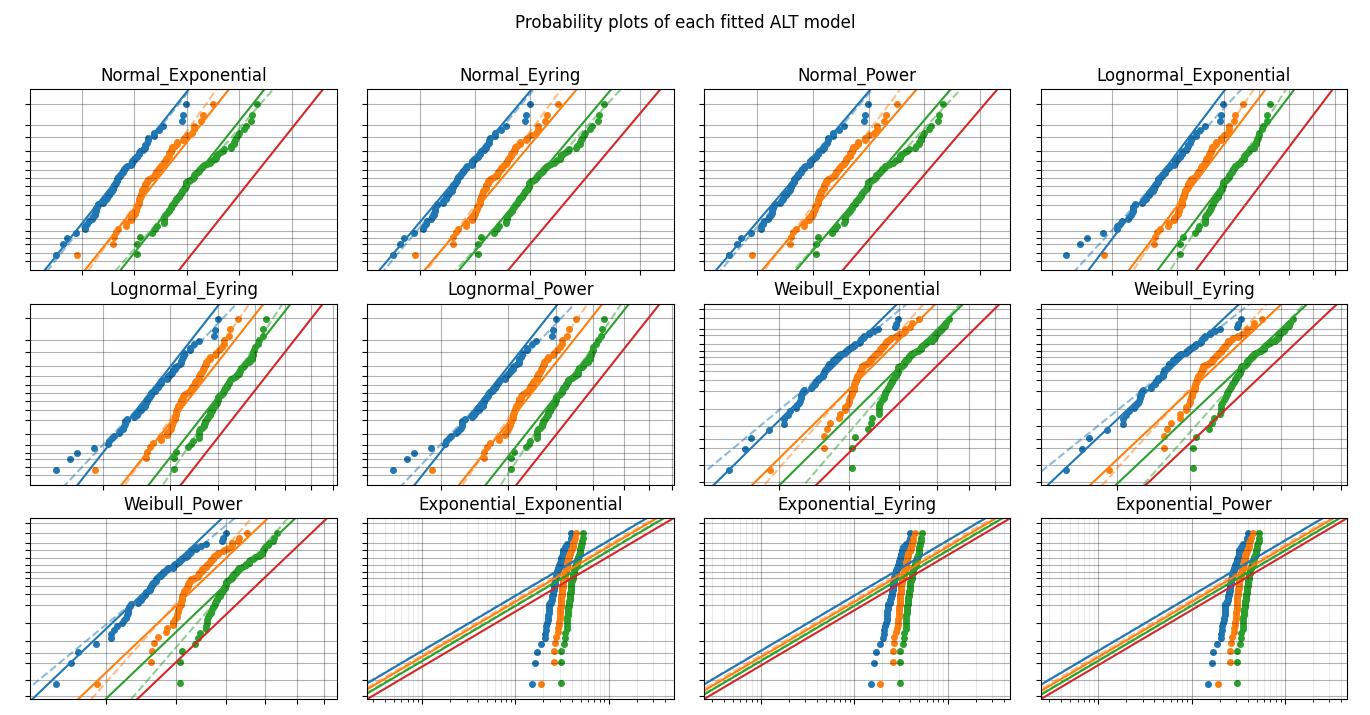 Probability plots of each fitted ALT model
Normal_Exponential
Normal_Eyring
Normal_Power
Lognormal_Exponential
Lognormal_Eyring
Lognormal_Power
Weibull_Exponential
Weibull_Eyring
Weibull_Power
Exponential_Exponential
Exponential_Eyring
Exponential_Power